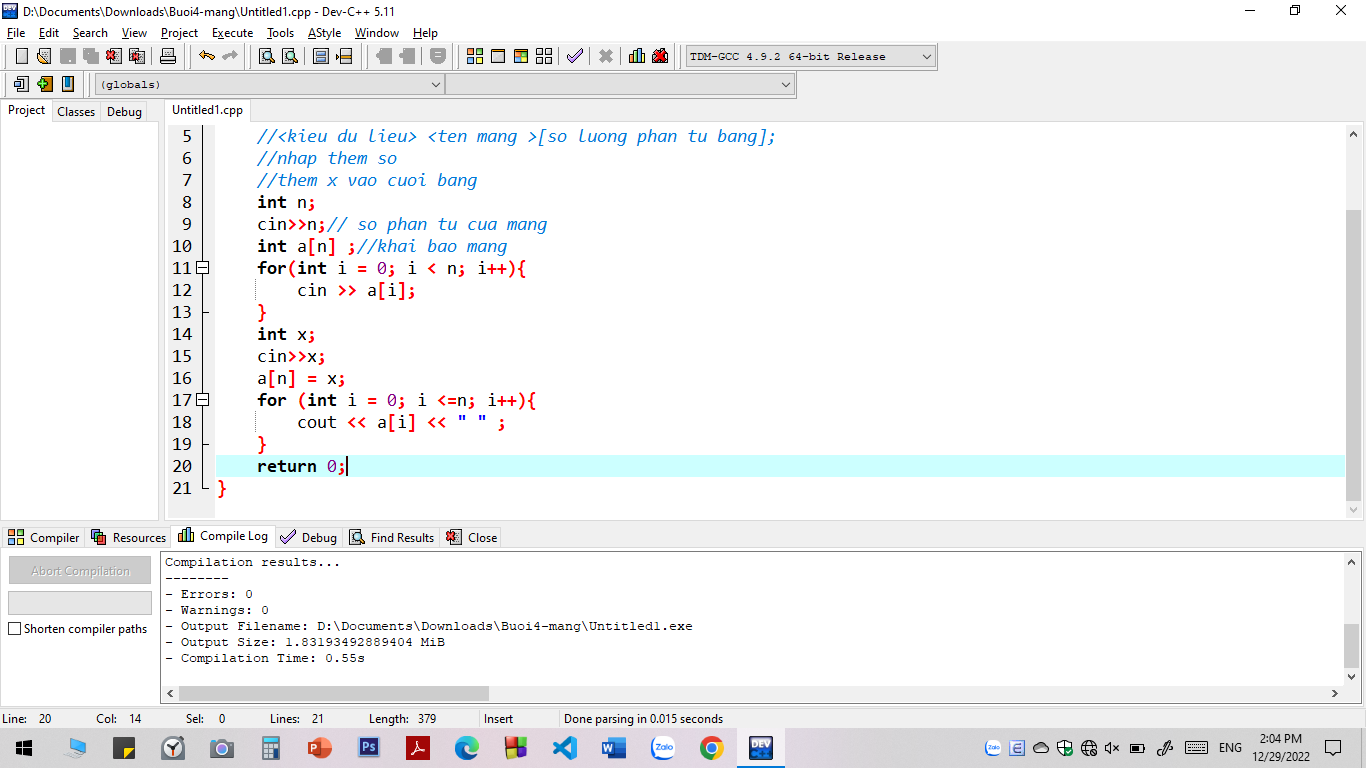 D:\Documents\Downloads\Buoi4-mang\Untitled1.cpp - Dev-C++ 5.11
File Edit Search View Project Execute Tools AStyle Window Help
TDM-GCC 4.9.2 64-bit Release
(globals)
Project Classes Debug Untitled1.cpp
5 //<kieu du lieu> <ten mang >[so luong phan tu bang];
6 //nhap them so
7 //them x vao cuoi bang
8 int n;
9 cin>>n;// so phan tu cua mang
10 int a[n] ;//khai bao mang
11 for(int i = 0; i < n; i++){
12 cin >> a[i];
13 }
14 int x;
15 cin>>x;
16 a[n] = x;
17 for (int i = 0; i <=n; i++){
18 cout << a[i] << " " ;
19 }
20 return 0;
21 }
Compiler Resources Compile Log Debug Find Results Close
Abort Compilation
Shorten compiler paths
Compilation results...
--------
- Errors: 0
- Warnings: 0
- Output Filename: D:\Documents\Downloads\Buoi4-mang\Untitled1.exe
- Output Size: 1.83193492889404 MiB
- Compilation Time: 0.55s
Line: 20 Col: 14 Sel: 0 Lines: 21 Length: 379 Insert Done parsing in 0.015 seconds
Ps W Zalo DEV Zalo E ENG
2:04 PM
12/29/2022